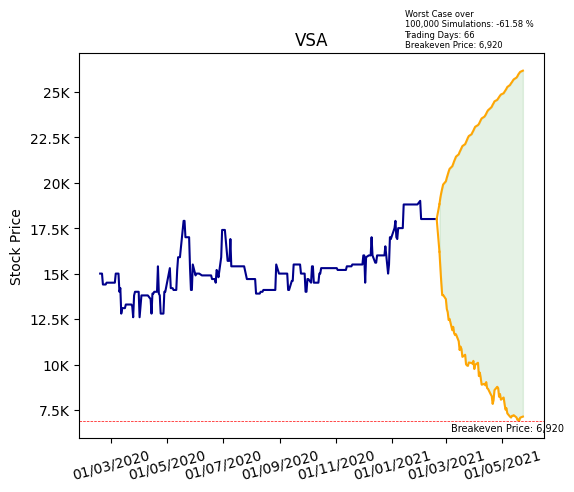 Worst Case over
100,000 Simulations: -61.58 %
Trading Days: 66
Breakeven Price: 6,920
VSA
Stock Price
25K
22.5K
20K
17.5K
15K
12.5K
10K
7.5K
Breakeven Price: 6,920
01/03/2020
01/05/2020
01/07/2020
01/09/2020
01/11/2020
01/01/2021
01/03/2021
01/05/2021